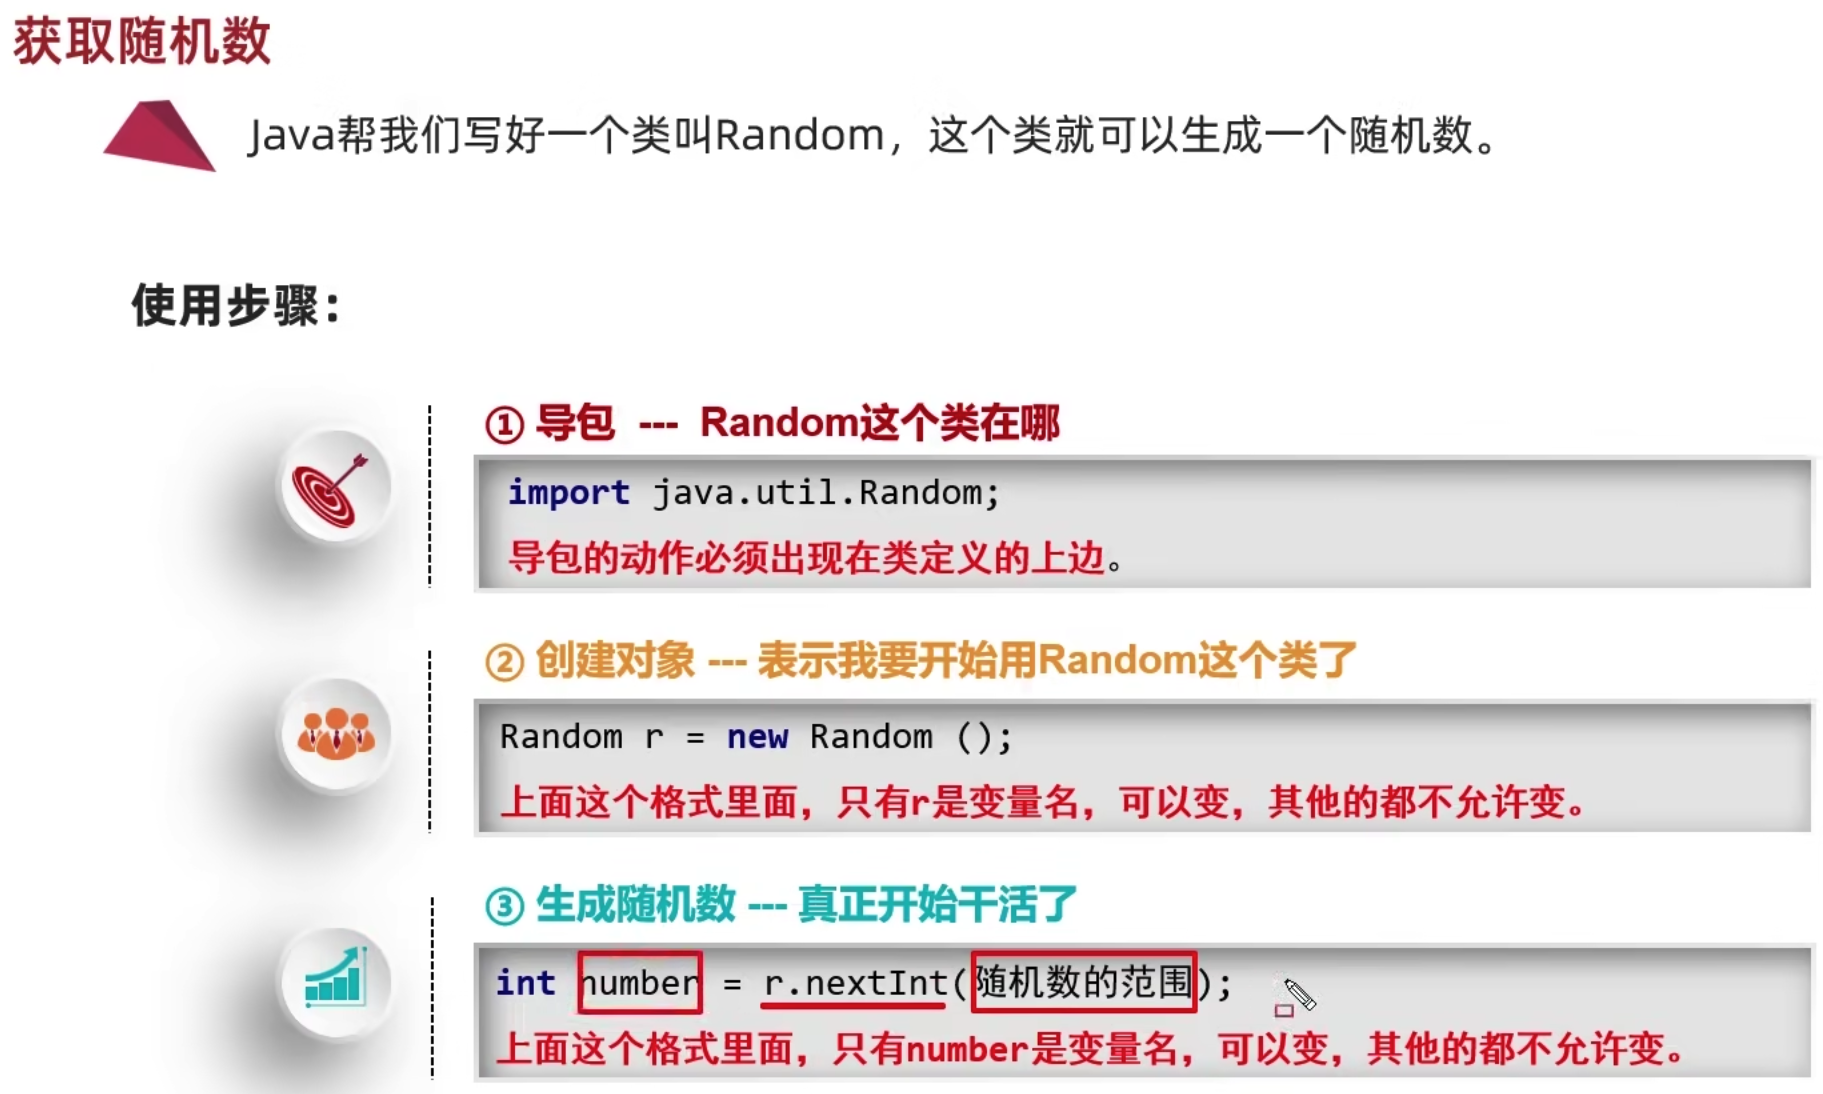 获取随机数
Java帮我们写好一个类叫Random，这个类就可以生成一个随机数。
使用步骤：
① 导包 --- Random这个类在哪
import java.util.Random;
导包的动作必须出现在类定义的上边。
② 创建对象 --- 表示我要开始用Random这个类了
Random r = new Random ();
上面这个格式里面，只有r是变量名，可以变，其他的都不允许变。
③ 生成随机数 --- 真正开始干活了
int number = r.nextInt(随机数的范围);
上面这个格式里面，只有number是变量名，可以变，其他的都不允许变。